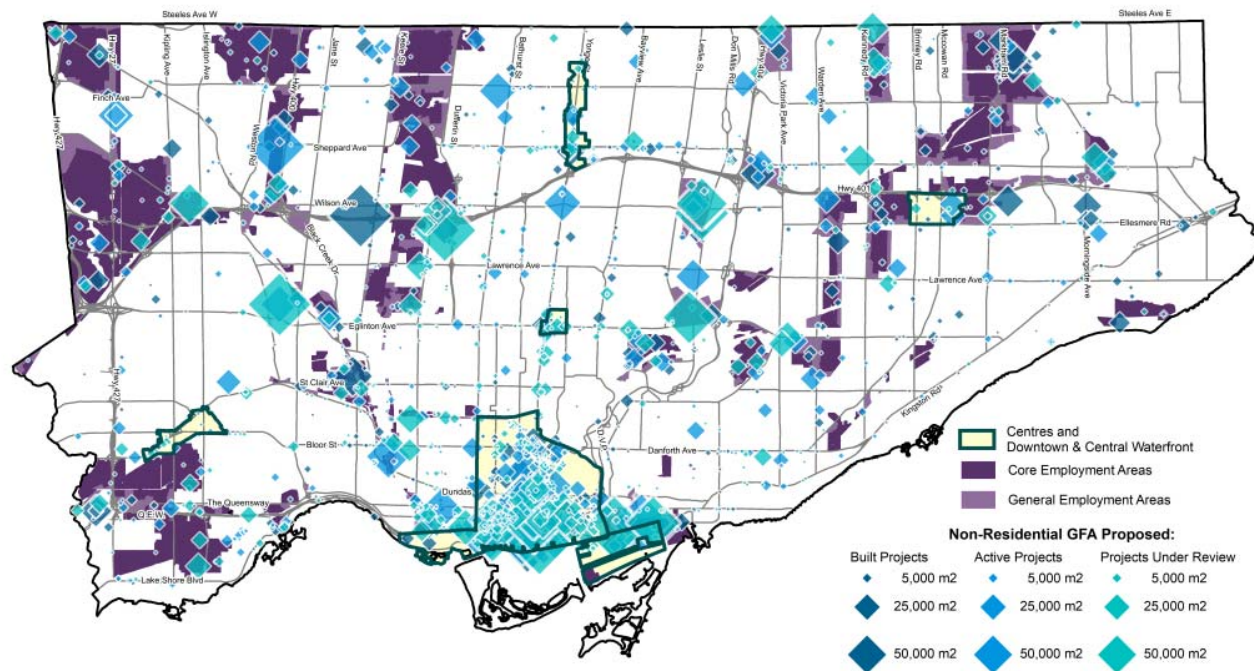 Steeles Ave W
Steeles Ave E
Hwy 27
Kipling Ave
Islington Ave
Jane St
Keele St
Bathurst St
Yonge
Bayview Ave
Leslie St
Don Mills Rd
Hwy 404
Kennedy Rd
Brimley Rd
Mccowan Rd
Markham Rd
Hwy 400
Finch Ave
Dufferin St
Victoria Park Ave
Warden Ave
Hwy 427
Weston Rd
Sheppard Ave
Hwy 401
Wilson Ave
Ellesmere Rd
Black Creek Dr
Morningside Ave
Lawrence Ave
Lawrence Ave
Eglinton Ave
St Clair Ave
Hwy 427
Kingston Rd
D.V.P.
Bloor St
Danforth Ave
Dundas
The Queensway
Q.E.W.
Lake Shore Blvd
Centres and
Downtown & Central Waterfront
Core Employment Areas
General Employment Areas
Non-Residential GFA Proposed:
Built Projects
Active Projects
Projects Under Review
5,000 m2
5,000 m2
5,000 m2
25,000 m2
25,000 m2
25,000 m2
50,000 m2
50,000 m2
50,000 m2